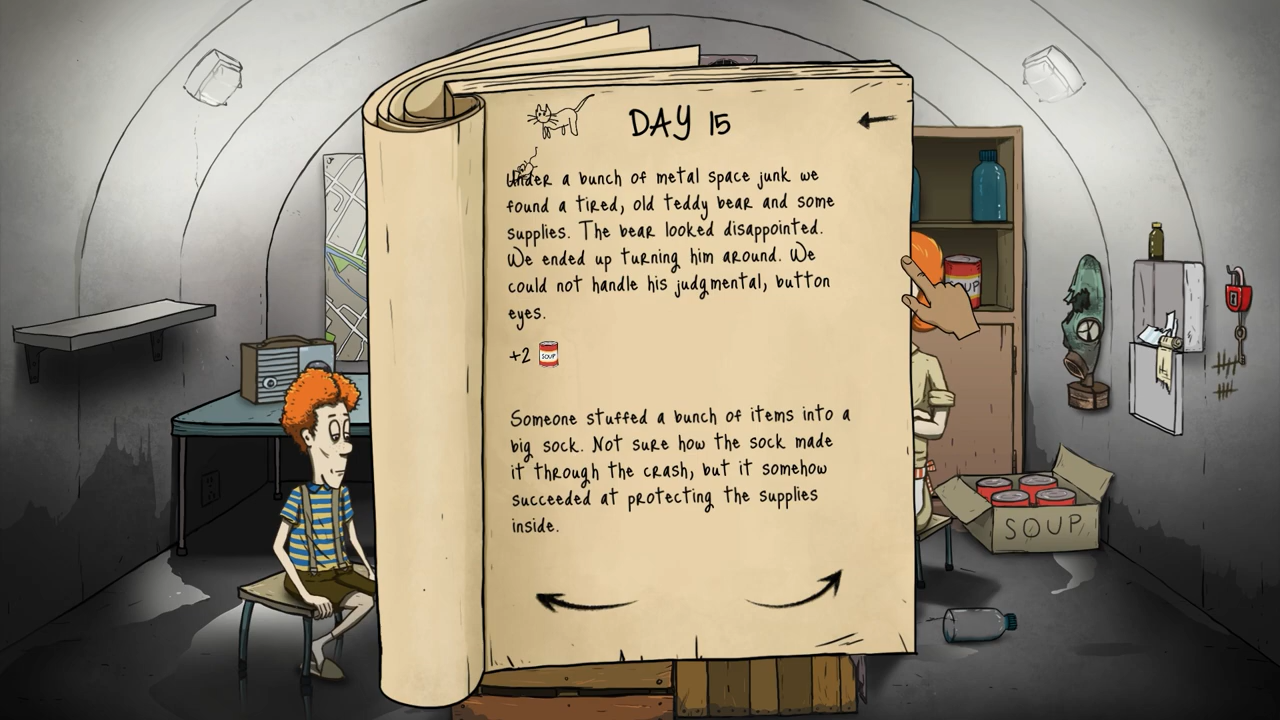 DAY 15
Under a bunch of metal space junk we
found a tired, old teddy bear and some
supplies. The bear looked disappointed.
We ended up turning him around. We
could not handle his judgmental, button
eyes.
+2 SOUP
Someone stuffed a bunch of items into a
big sock. Not sure how the sock made
it through the crash, but it somehow
succeeded at protecting the supplies
inside.
SOUP
SOUP